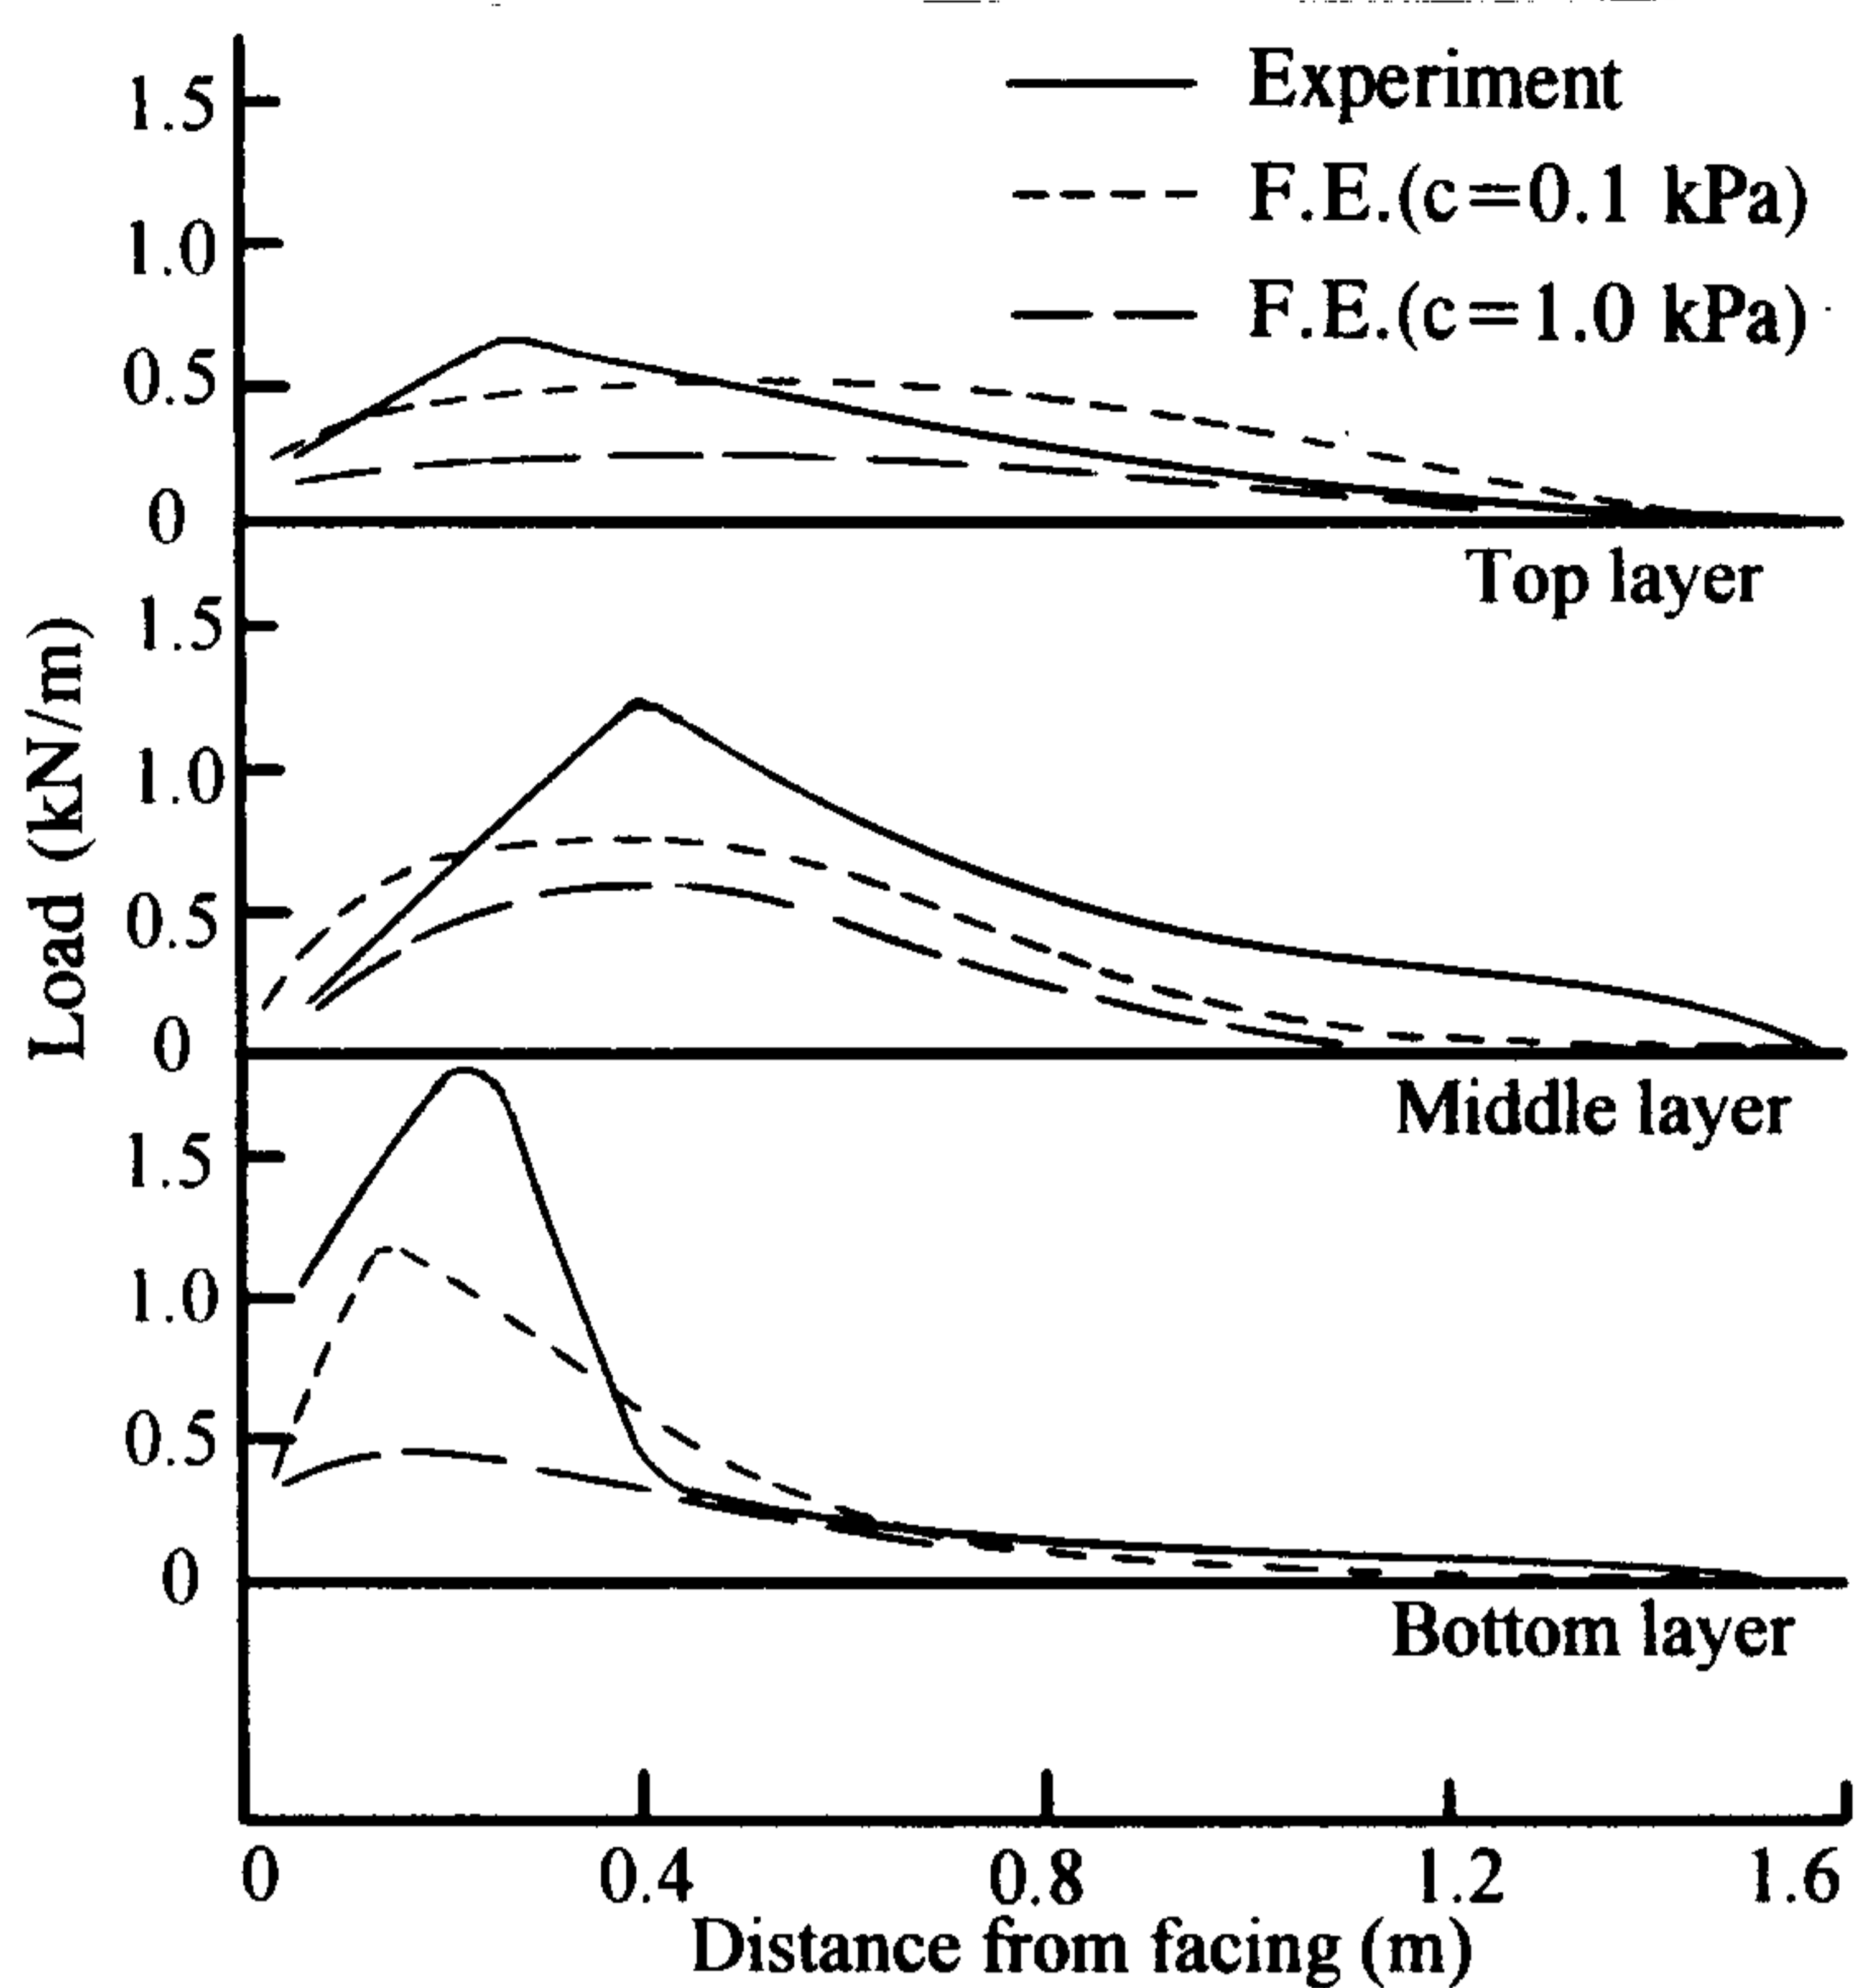 1.5
Experiment
F.E.(c=0.1 kPa)
1.0
F.E.(c=1.0 kPa)
0.5
0
Top layer
Load (kN/m)
1.5
1.0
0.5
0
Middle layer
1.5
1.0
0.5
0
Bottom layer
0 0.4 0.8 1.2 1.6
Distance from facing (m)